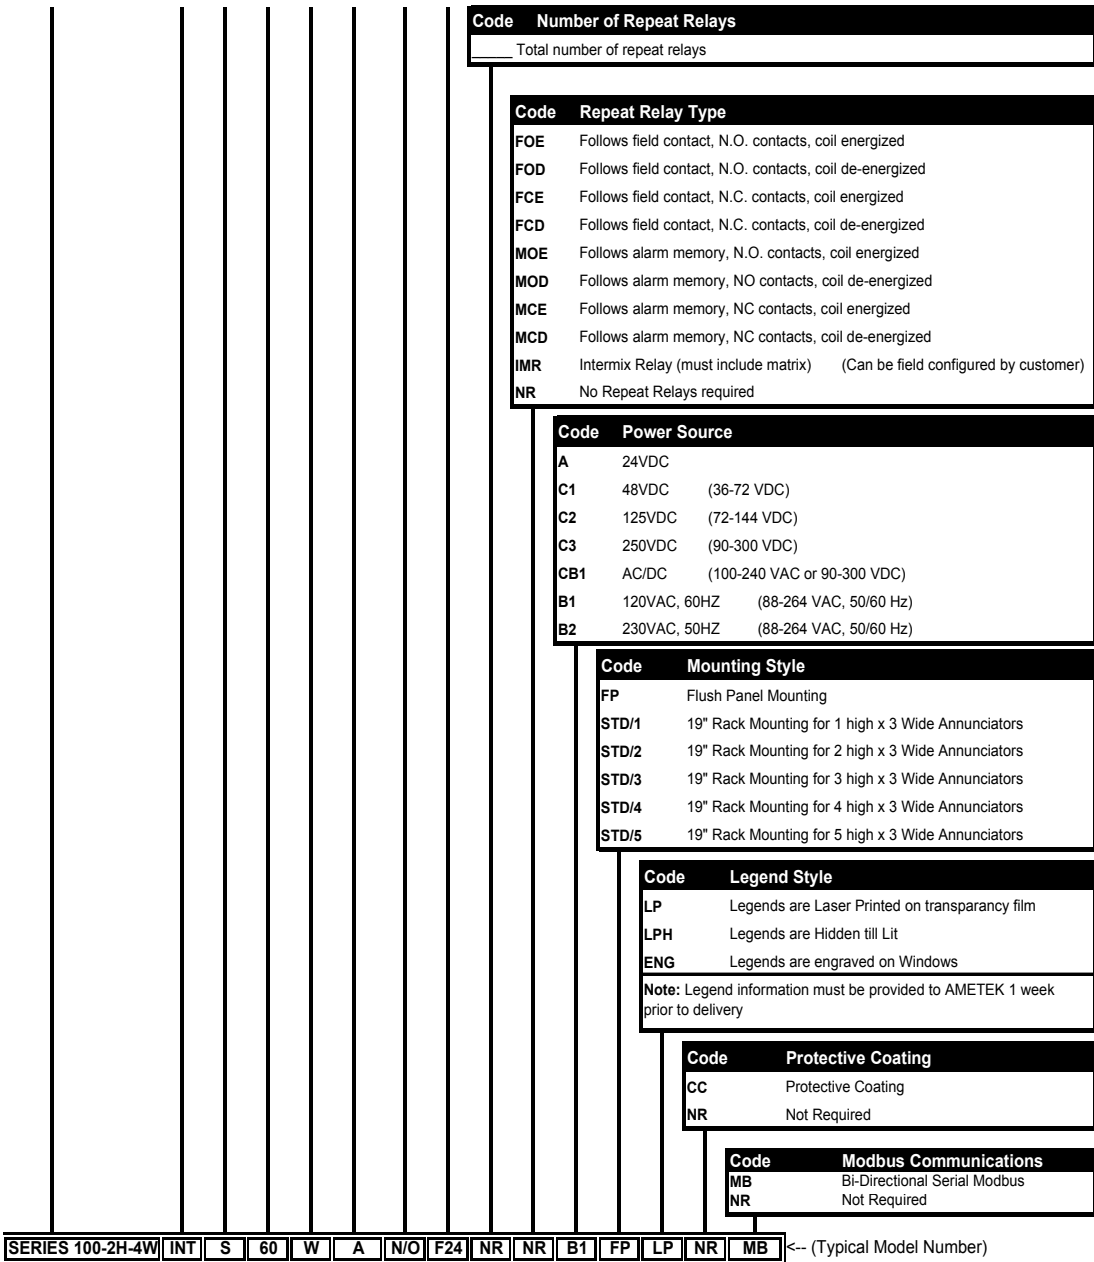 Code Number of Repeat Relays
_____ Total number of repeat relays
Code Repeat Relay Type
FOE Follows field contact, N.O. contacts, coil energized
FOD Follows field contact, N.O. contacts, coil de-energized
FCE Follows field contact, N.C. contacts, coil energized
FCD Follows field contact, N.C. contacts, coil de-energized
MOE Follows alarm memory, N.O. contacts, coil energized
MOD Follows alarm memory, NO contacts, coil de-energized
MCE Follows alarm memory, NC contacts, coil energized
MCD Follows alarm memory, NC contacts, coil de-energized
IMR Intermix Relay (must include matrix) (Can be field configured by customer)
NR No Repeat Relays required
Code Power Source
A 24VDC
C1 48VDC (36-72 VDC)
C2 125VDC (72-144 VDC)
C3 250VDC (90-300 VDC)
CB1 AC/DC (100-240 VAC or 90-300 VDC)
B1 120VAC, 60HZ (88-264 VAC, 50/60 Hz)
B2 230VAC, 50HZ (88-264 VAC, 50/60 Hz)
Code Mounting Style
FP Flush Panel Mounting
STD/1 19" Rack Mounting for 1 high x 3 Wide Annunciators
STD/2 19" Rack Mounting for 2 high x 3 Wide Annunciators
STD/3 19" Rack Mounting for 3 high x 3 Wide Annunciators
STD/4 19" Rack Mounting for 4 high x 3 Wide Annunciators
STD/5 19" Rack Mounting for 5 high x 3 Wide Annunciators
Code Legend Style
LP Legends are Laser Printed on transparancy film
LPH Legends are Hidden till Lit
ENG Legends are engraved on Windows
Note: Legend information must be provided to AMETEK 1 week
prior to delivery
Code Protective Coating
CC Protective Coating
NR Not Required
Code Modbus Communications
MB Bi-Directional Serial Modbus
NR Not Required
SERIES 100-2H-4W INT S 60 W A N/O F24 NR NR B1 FP LP NR MB <-- (Typical Model Number)